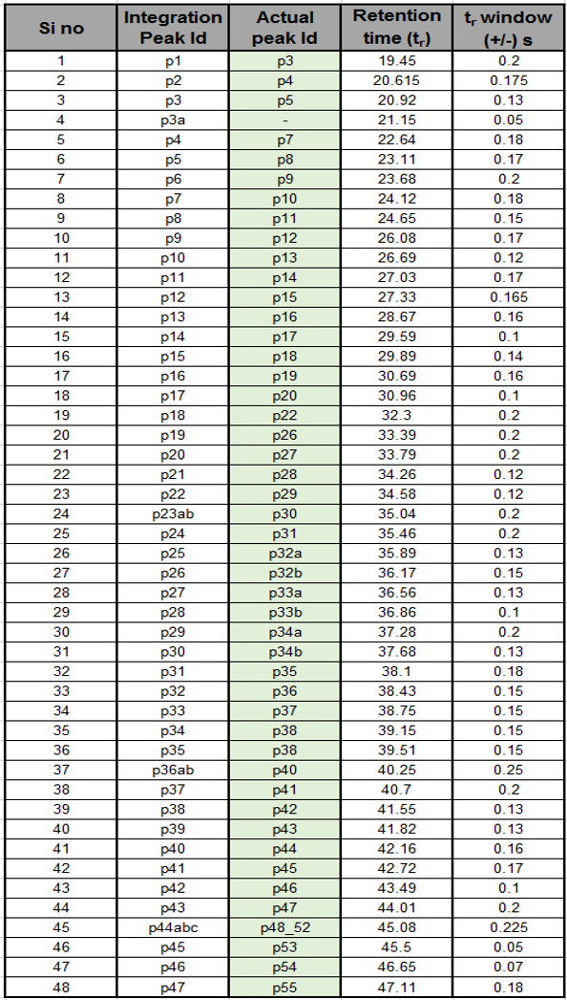 Si no Integration Peak Id Actual peak Id Retention time (tr) tr window (+/-) s
1 p1 p3 19.45 0.2
2 p2 p4 20.615 0.175
3 p3 p5 20.92 0.13
4 p3a - 21.15 0.05
5 p4 p7 22.64 0.18
6 p5 p8 23.11 0.17
7 p6 p9 23.68 0.2
8 p7 p10 24.12 0.18
9 p8 p11 24.65 0.15
10 p9 p12 26.08 0.17
11 p10 p13 26.69 0.12
12 p11 p14 27.03 0.17
13 p12 p15 27.33 0.165
14 p13 p16 28.67 0.16
15 p14 p17 29.59 0.1
16 p15 p18 29.89 0.14
17 p16 p19 30.69 0.16
18 p17 p20 30.96 0.1
19 p18 p22 32.3 0.2
20 p19 p26 33.39 0.2
21 p20 p27 33.79 0.2
22 p21 p28 34.26 0.12
23 p22 p29 34.58 0.12
24 p23ab p30 35.04 0.2
25 p24 p31 35.46 0.2
26 p25 p32a 35.89 0.13
27 p26 p32b 36.17 0.15
28 p27 p33a 36.56 0.13
29 p28 p33b 36.86 0.1
30 p29 p34a 37.28 0.2
31 p30 p34b 37.68 0.13
32 p31 p35 38.1 0.18
33 p32 p36 38.43 0.15
34 p33 p37 38.75 0.15
35 p34 p38 39.15 0.15
36 p35 p38 39.51 0.15
37 p36ab p40 40.25 0.25
38 p37 p41 40.7 0.2
39 p38 p42 41.55 0.13
40 p39 p43 41.82 0.13
41 p40 p44 42.16 0.16
42 p41 p45 42.72 0.17
43 p42 p46 43.49 0.1
44 p43 p47 44.01 0.2
45 p44abc p48_52 45.08 0.225
46 p45 p53 45.5 0.05
47 p46 p54 46.65 0.07
48 p47 p55 47.11 0.18